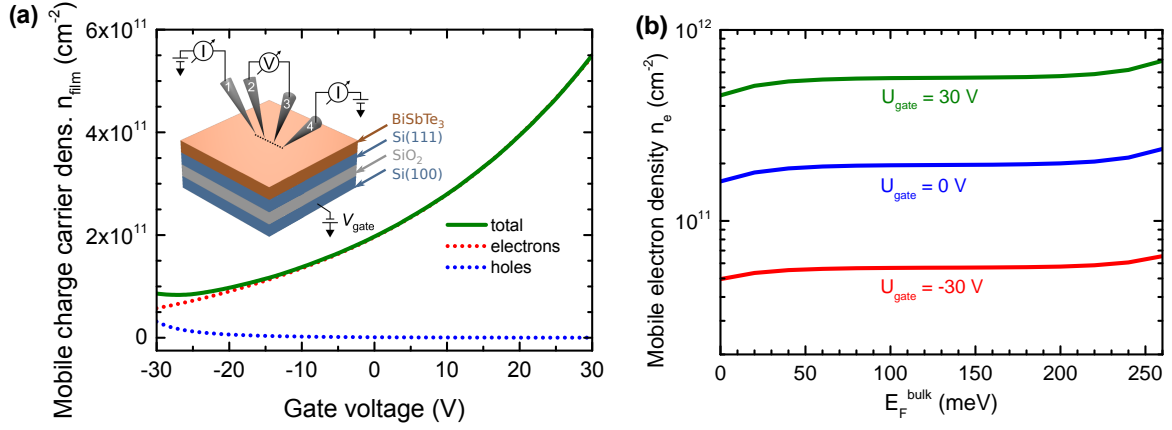 (a)
Mobile charge carrier dens. n_film (cm⁻²)
6x10¹¹
4x10¹¹
2x10¹¹
0
-30 -20 -10 0 10 20 30
Gate voltage (V)
I
V
I
1
2
3
4
BiSbTe₃
Si(111)
SiO₂
Si(100)
V_gate
total
electrons
holes
(b)
Mobile electron density n_e (cm⁻²)
10¹²
10¹¹
U_gate = 30 V
U_gate = 0 V
U_gate = -30 V
0 50 100 150 200 250
E_F^bulk (meV)